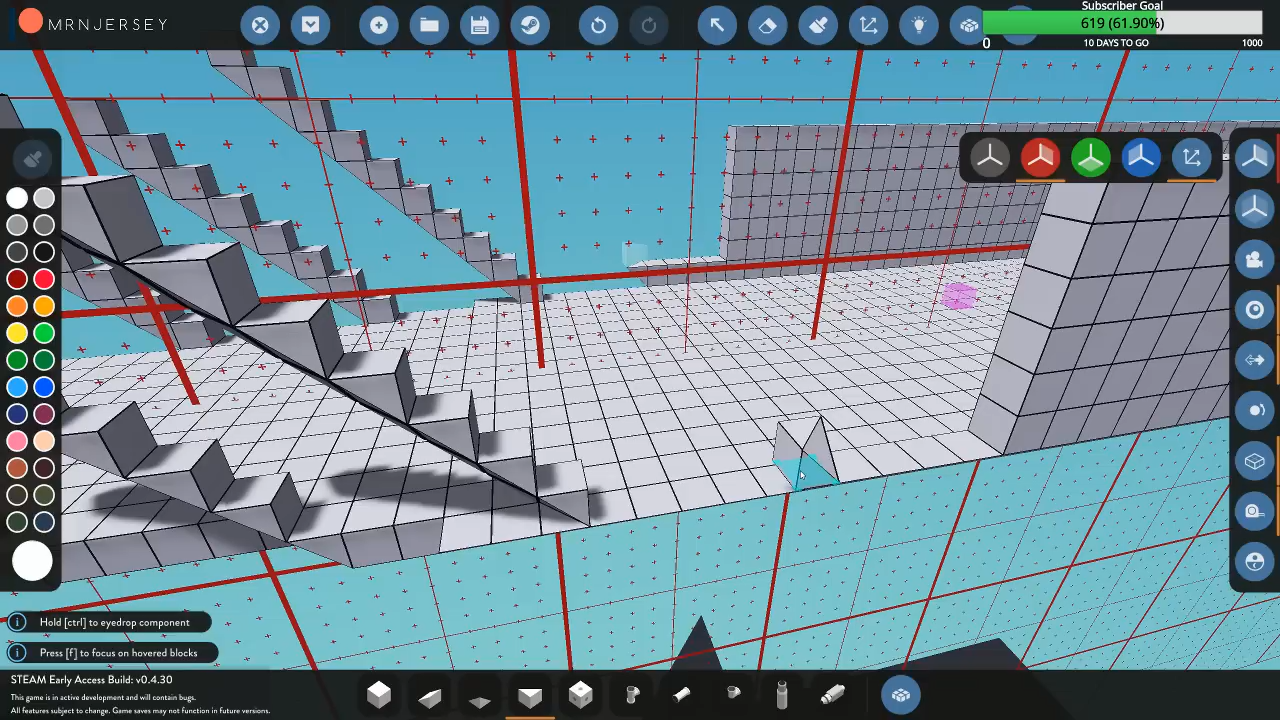 MRNJERSEY
Subscriber Goal
619 (61.90%)
0
10 DAYS TO GO
1000
Hold [ctrl] to eyedrop component
Press [f] to focus on hovered blocks
STEAM Early Access Build: v0.4.30
This game is in active development and will contain bugs.
All features subject to change. Game saves may not function in future versions.